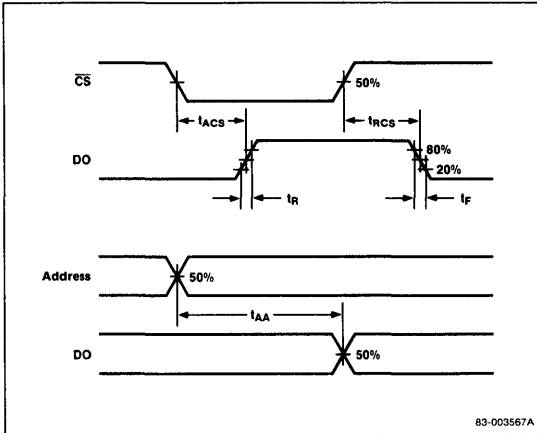 CS
50%
tACS
tRCS
DO
80%
20%
tR
tF
Address
50%
tAA
DO
50%
83-003567A